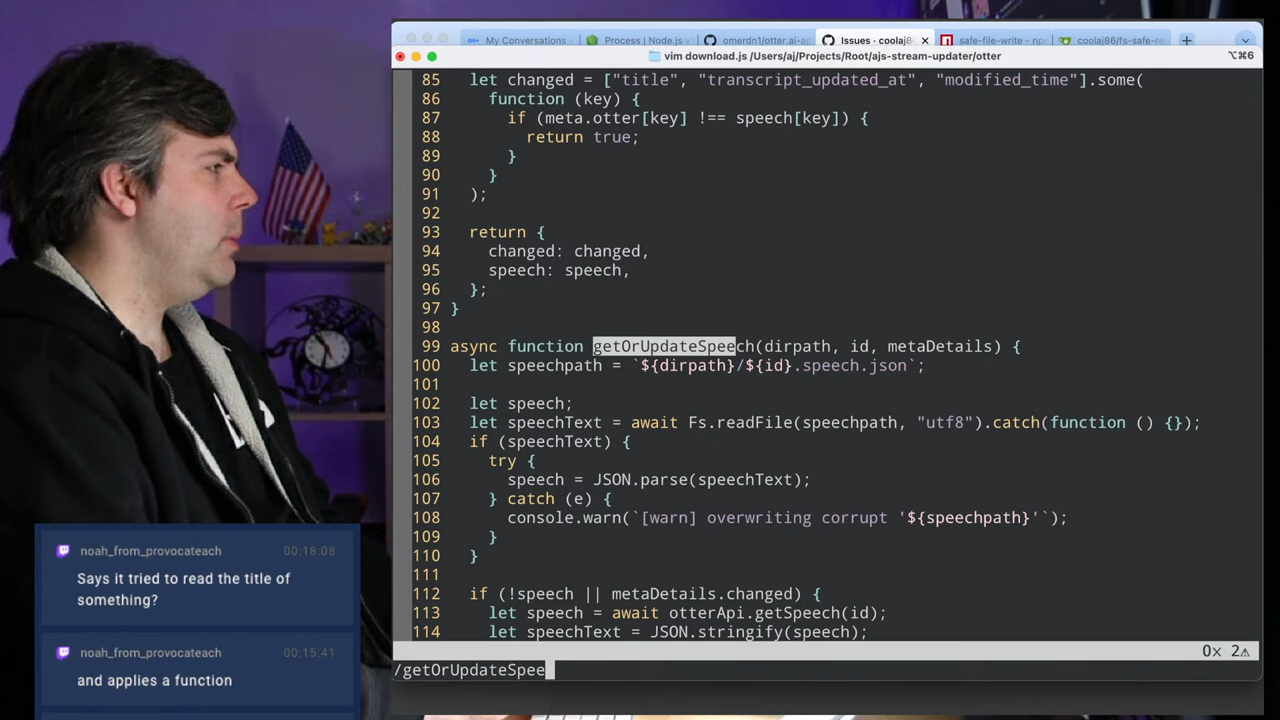 My Conversations
Process | Node.js
omerdn1/otter.ai-a
Issues · coolaj8
safe-file-write - npm
coolaj86/fs-safe-re
vim download.js /Users/aj/Projects/Root/ajs-stream-updater/otter
⌥⌘6
85 let changed = ["title", "transcript_updated_at", "modified_time"].some(
86 function (key) {
87 if (meta.otter[key] !== speech[key]) {
88 return true;
89 }
90 }
91 );
92
93 return {
94 changed: changed,
95 speech: speech,
96 };
97 }
98
99 async function getOrUpdateSpeech(dirpath, id, metaDetails) {
100 let speechpath = `${dirpath}/${id}.speech.json`;
101
102 let speech;
103 let speechText = await Fs.readFile(speechpath, "utf8").catch(function () {});
104 if (speechText) {
105 try {
106 speech = JSON.parse(speechText);
107 } catch (e) {
108 console.warn(`[warn] overwriting corrupt '${speechpath}'`);
109 }
110 }
111
112 if (!speech || metaDetails.changed) {
113 let speech = await otterApi.getSpeech(id);
114 let speechText = JSON.stringify(speech);
0× 2⚠
/getOrUpdateSpee
noah_from_provocateach 00:18:08
Says it tried to read the title of
something?
noah_from_provocateach 00:15:41
and applies a function